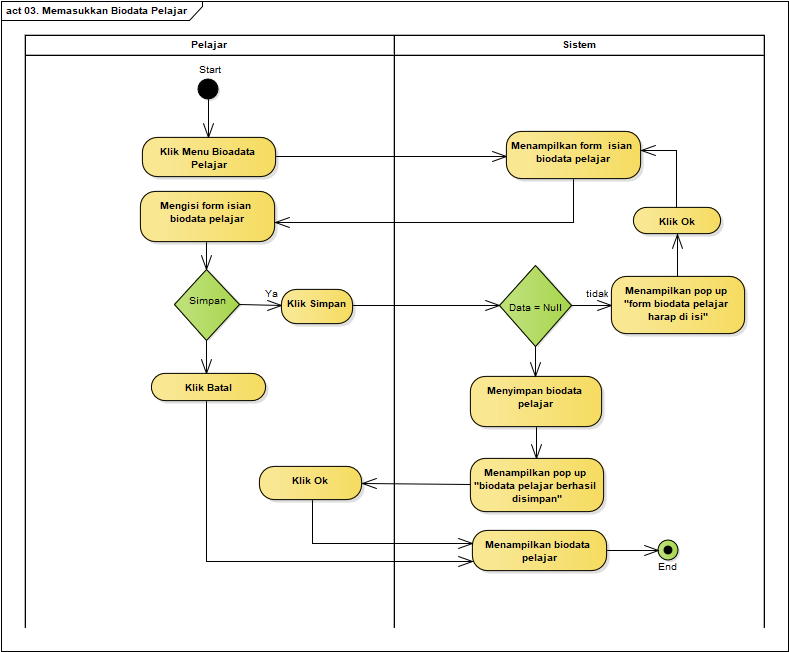 act 03. Memasukkan Biodata Pelajar
Pelajar
Sistem
Start
Klik Menu Bioadata
Pelajar
Menampilkan form isian
biodata pelajar
Mengisi form isian
biodata pelajar
Klik Ok
Simpan
Ya
Klik Simpan
Data = Null
tidak
Menampilkan pop up
"form biodata pelajar
harap di isi"
Klik Batal
Menyimpan biodata
pelajar
Klik Ok
Menampilkan pop up
"biodata pelajar berhasil
disimpan"
Menampilkan biodata
pelajar
End